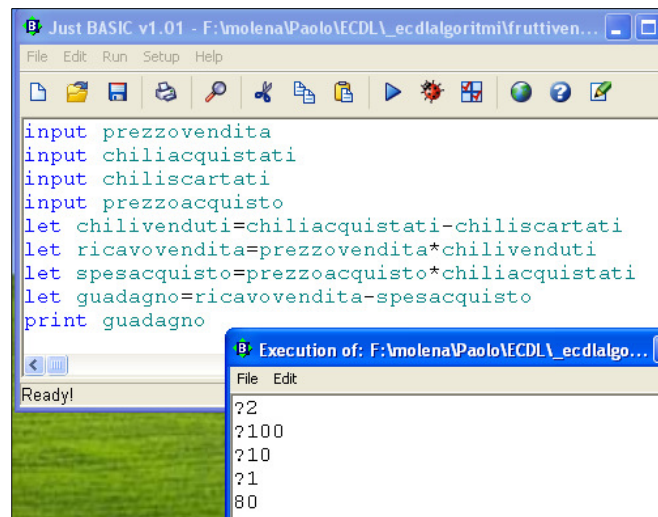 Just BASIC v1.01 - F:\molena\Paolo\ECDL\_ecdlalgoritmi\fruttiven...
File Edit Run Setup Help
input prezzovendita
input chiliacquistati
input chiliscartati
input prezzoacquisto
let chilivenduti=chiliacquistati-chiliscartati
let ricavovendita=prezzovendita*chilivenduti
let spesacquisto=prezzoacquisto*chiliacquistati
let guadagno=ricavovendita-spesacquisto
print guadagno
Ready!
Execution of: F:\molena\Paolo\ECDL\_ecdlalgo...
File Edit
?2
?100
?10
?1
80